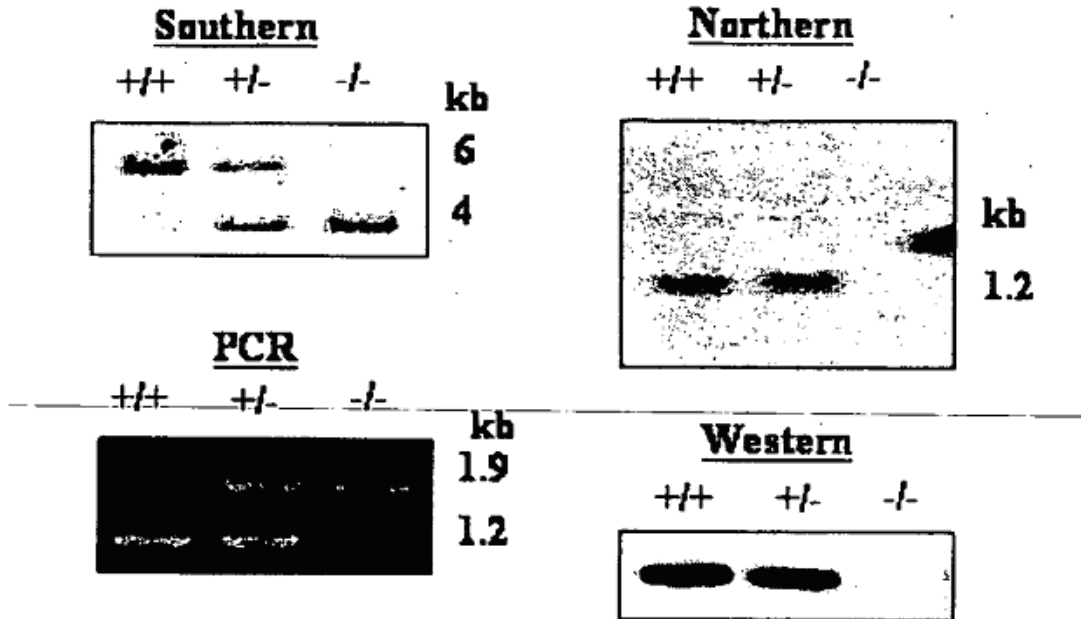 Southern
+/+ +/- -/-
kb
6
4
Northern
+/+ +/- -/-
kb
1.2
PCR
+/+ +/- -/-
kb
1.9
1.2
Western
+/+ +/- -/-